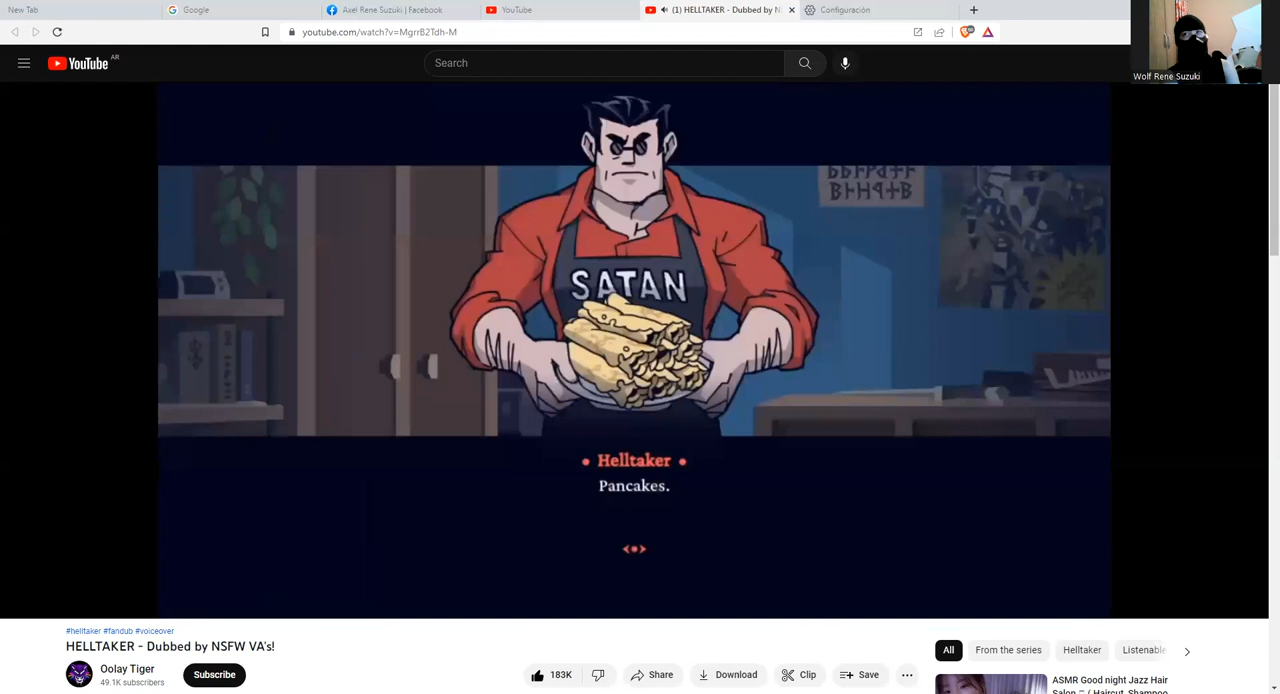 New Tab
Google
Axel Rene Suzuki | Facebook
YouTube
(1) HELLTAKER - Dubbed by N
Configuración
youtube.com/watch?v=MgrrB2Tdh-M
Wolf Rene Suzuki
YouTube AR
Search
SATAN
Helltaker
Pancakes.
#helltaker #fandub #voiceover
HELLTAKER - Dubbed by NSFW VA's!
Oolay Tiger
49.1K subscribers
Subscribe
183K
Share
Download
Clip
Save
All
From the series
Helltaker
Listenable
ASMR Good night Jazz Hair